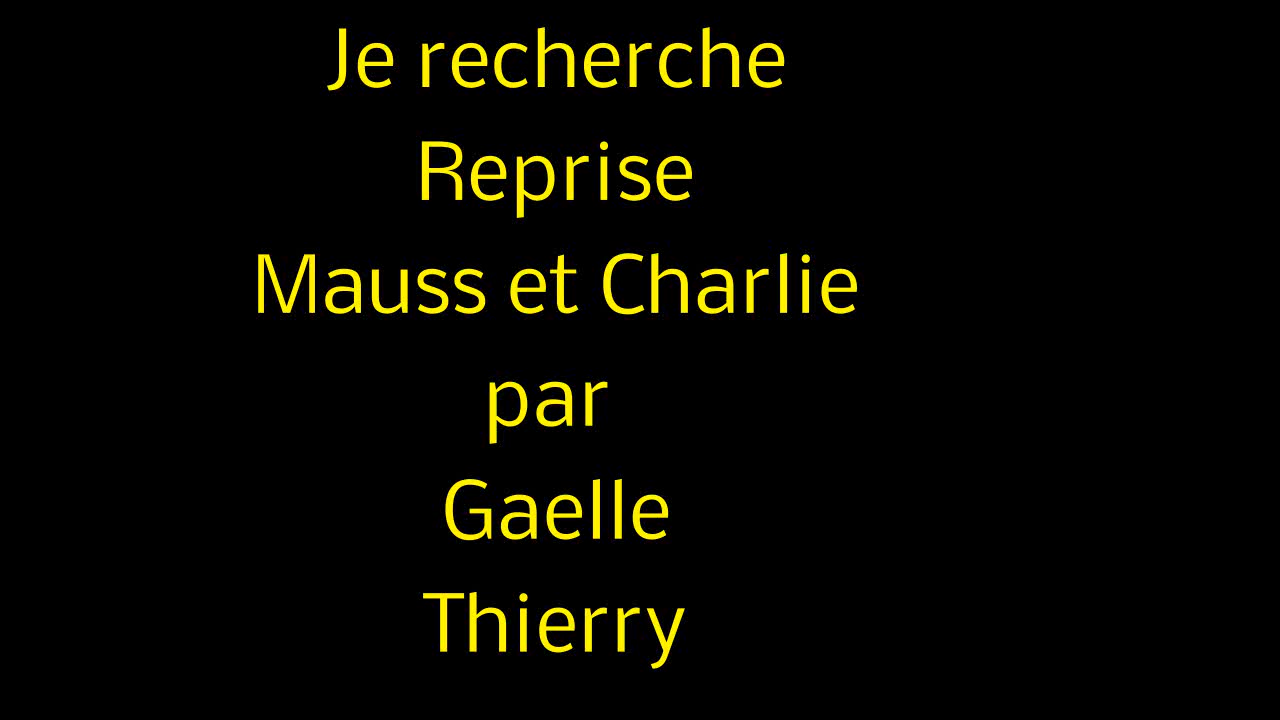 Je recherche
Reprise
Mauss et Charlie
par
Gaelle
Thierry